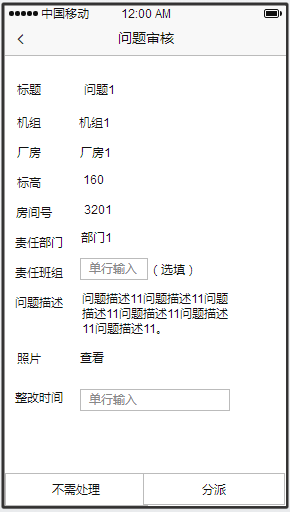 中国移动 12:00 AM
问题审核
标题 问题1
机组 机组1
厂房 厂房1
标高 160
房间号 3201
责任部门 部门1
责任班组 单行输入 （选填）
问题描述 问题描述11问题描述11问题
描述11问题描述11问题描述
11问题描述11。
照片 查看
整改时间 单行输入
不需处理 分派